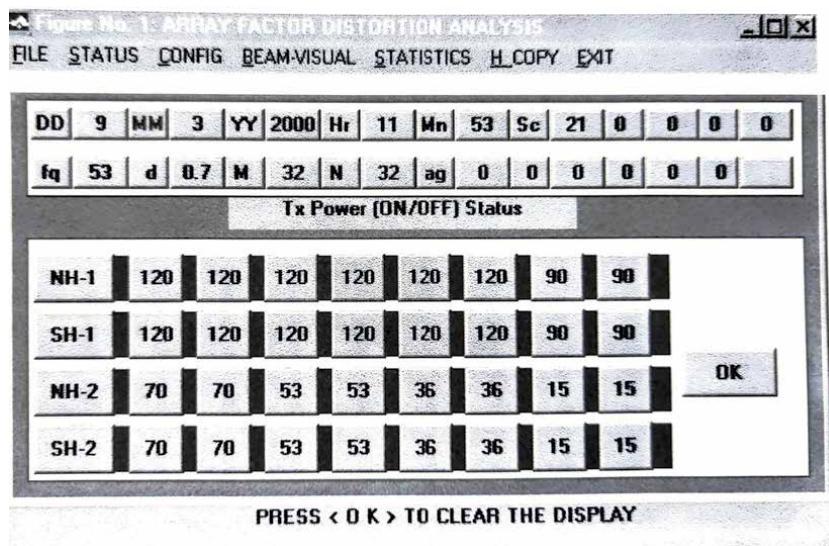 Figure No. 1: ARRAY FACTOR DISTORTION ANALYSIS
FILE STATUS CONFIG BEAM-VISUAL STATISTICS H_COPY EXIT
DD 9 MM 3 YY 2000 Hr 11 Mn 53 Sc 21 0 0 0 0
fq 53 d 0.7 M 32 N 32 ag 0 0 0 0 0 0
Tx Power (ON/OFF) Status
NH-1 120 120 120 120 120 120 90 90
SH-1 120 120 120 120 120 120 90 90
NH-2 70 70 53 53 36 36 15 15
SH-2 70 70 53 53 36 36 15 15
OK
PRESS < O K > TO CLEAR THE DISPLAY